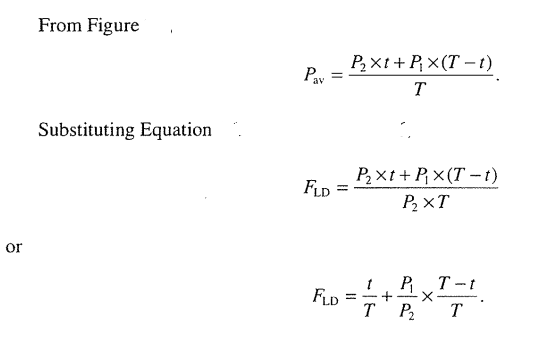 From Figure
P_av = (P_2 × t + P_1 × (T − t)) / T.
Substituting Equation
F_LD = (P_2 × t + P_1 × (T − t)) / (P_2 × T)
or
F_LD = t/T + P_1/P_2 × (T − t)/T.